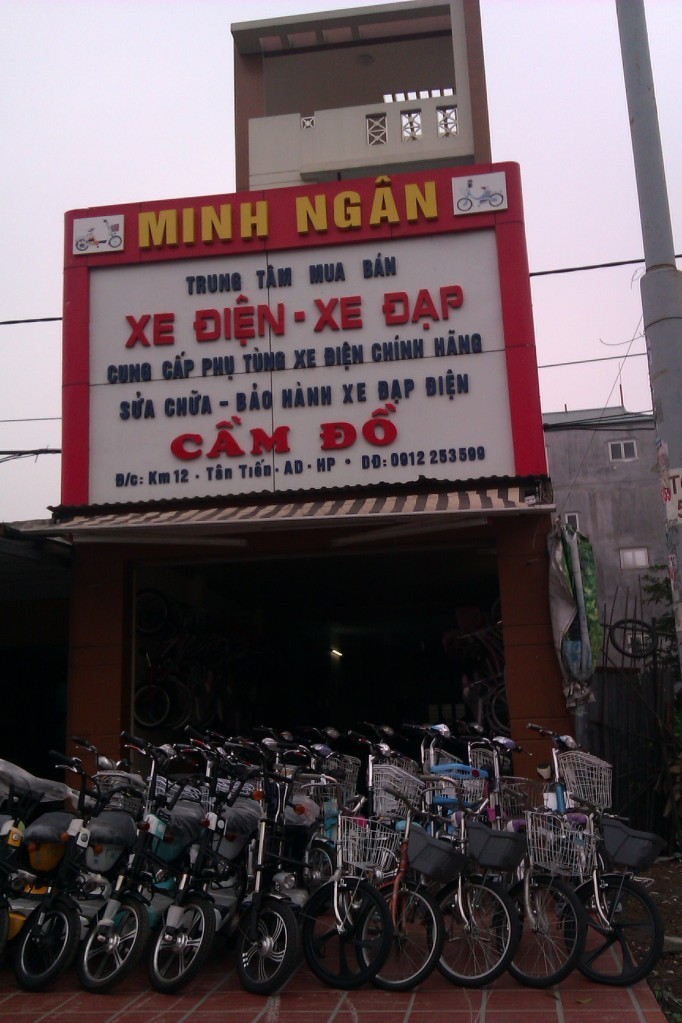 MINH NGÂN
TRUNG TÂM MUA BÁN
XE ĐIỆN - XE ĐẠP
CUNG CẤP PHỤ TÙNG XE ĐIỆN CHÍNH HÃNG
SỬA CHỮA - BẢO HÀNH XE ĐẠP ĐIỆN
CẦM ĐỒ
Đ/c: Km 12 - Tân Tiến - AD - HP • DĐ: 0912 253599